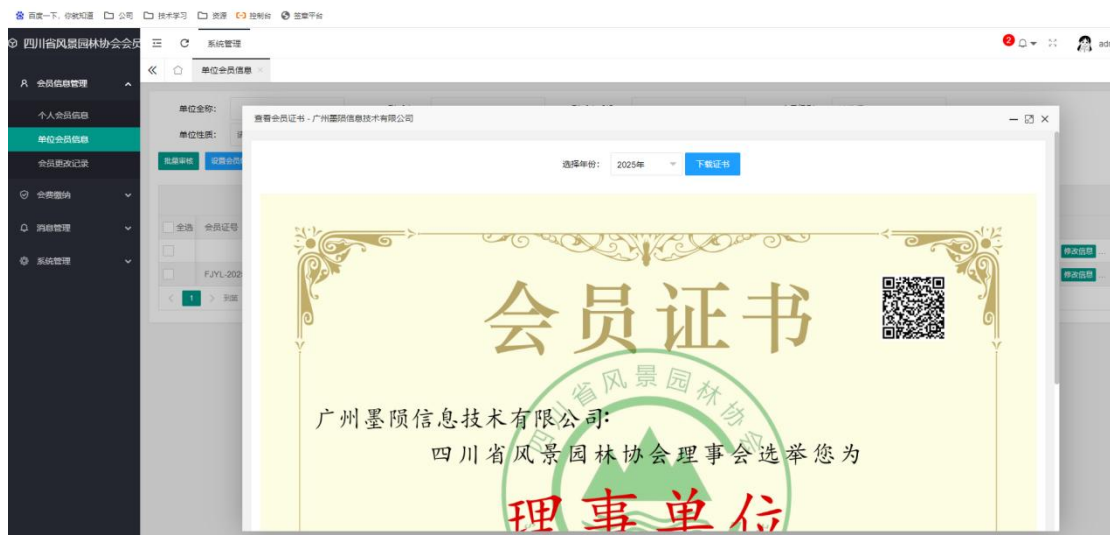 百度一下，你就知道 公司 技术学习 资源 控制台 签章平台
四川省风景园林协会会员
系统管理
2
单位会员信息
会员信息管理
个人会员信息
单位会员信息
会员更改记录
会费缴纳
消息管理
系统管理
单位全称:
单位性质:
批量审核
全选 会员证号
修改信息
FJYL-202
修改信息
1
查看会员证书 - 广州墨陨信息技术有限公司
选择年份: 2025年 下载证书
会员证书
四川省风景园林协会
广州墨陨信息技术有限公司:
四川省风景园林协会理事会选举您为
理事单位